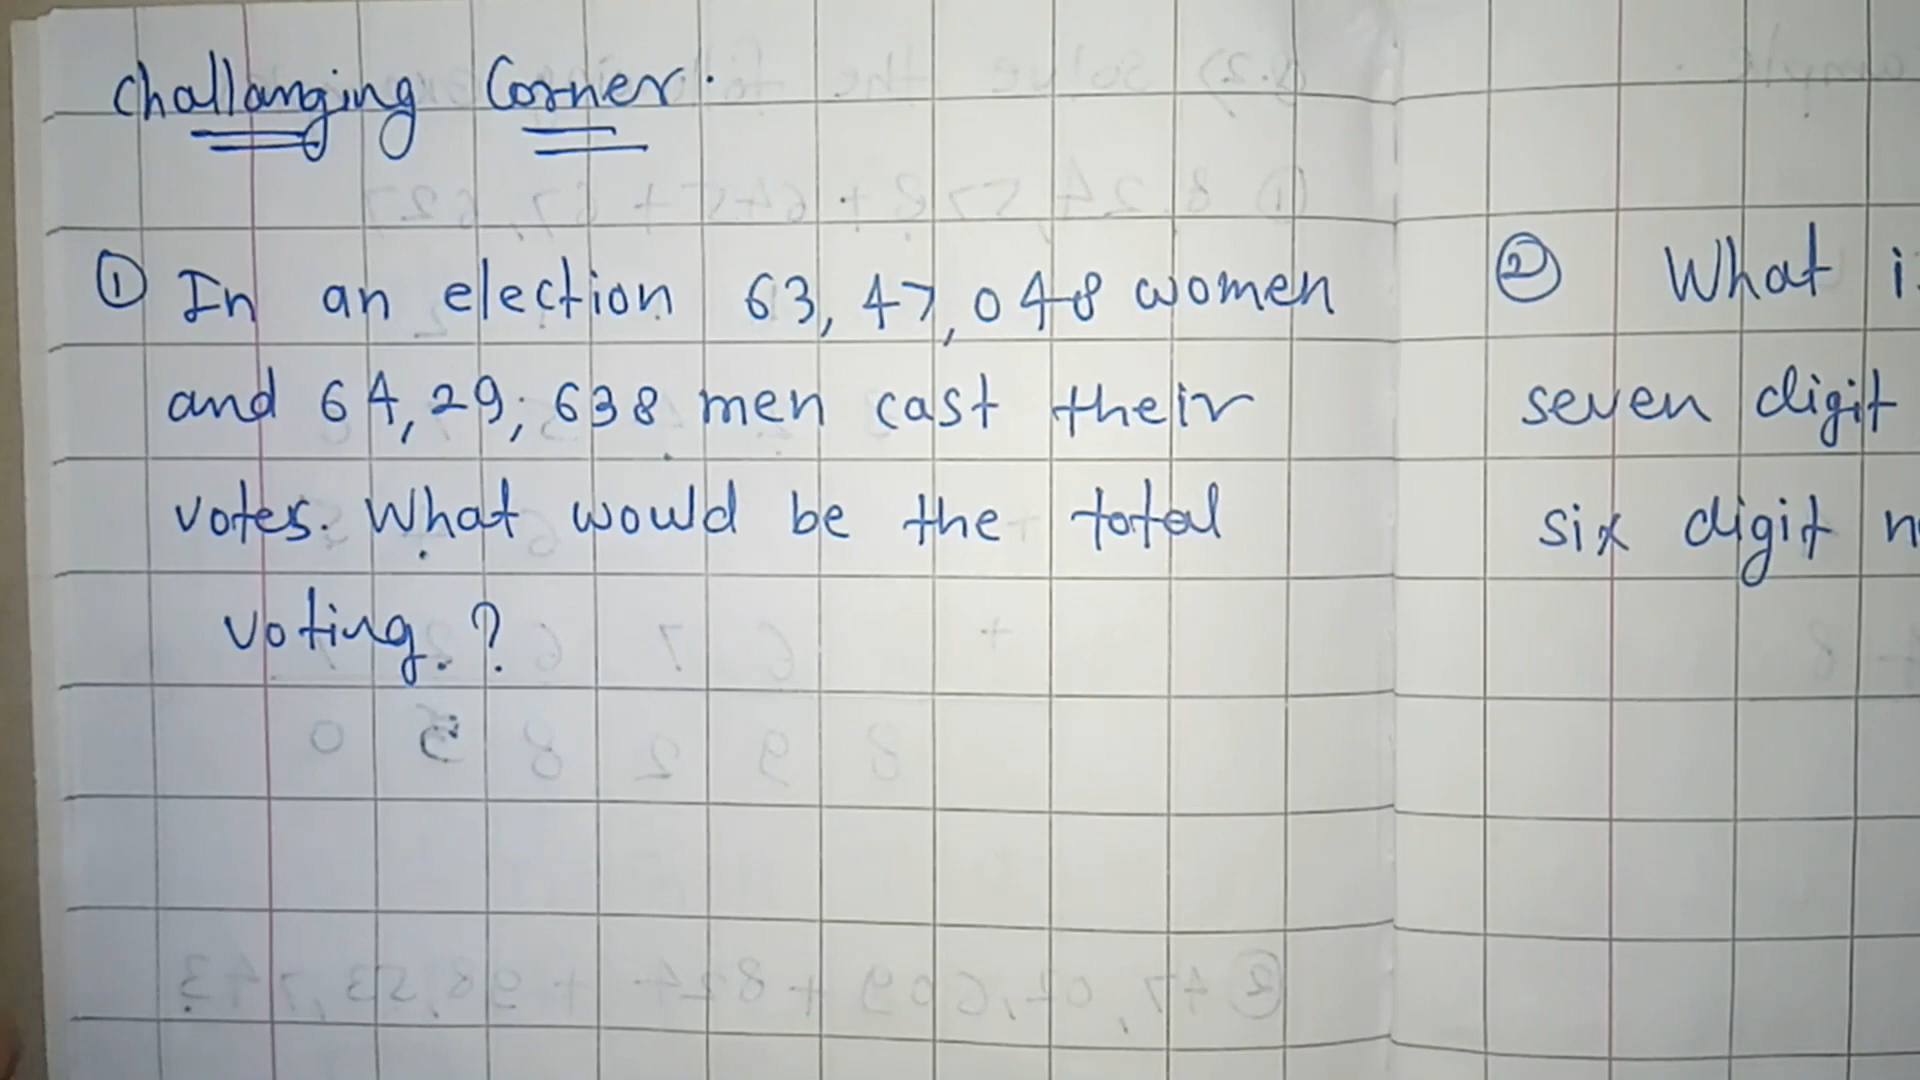 Challanging Corner.
① In an election 63,47,048 women
and 64,29,638 men cast their
votes. What would be the total
voting.?
② What
seven digit
six digit